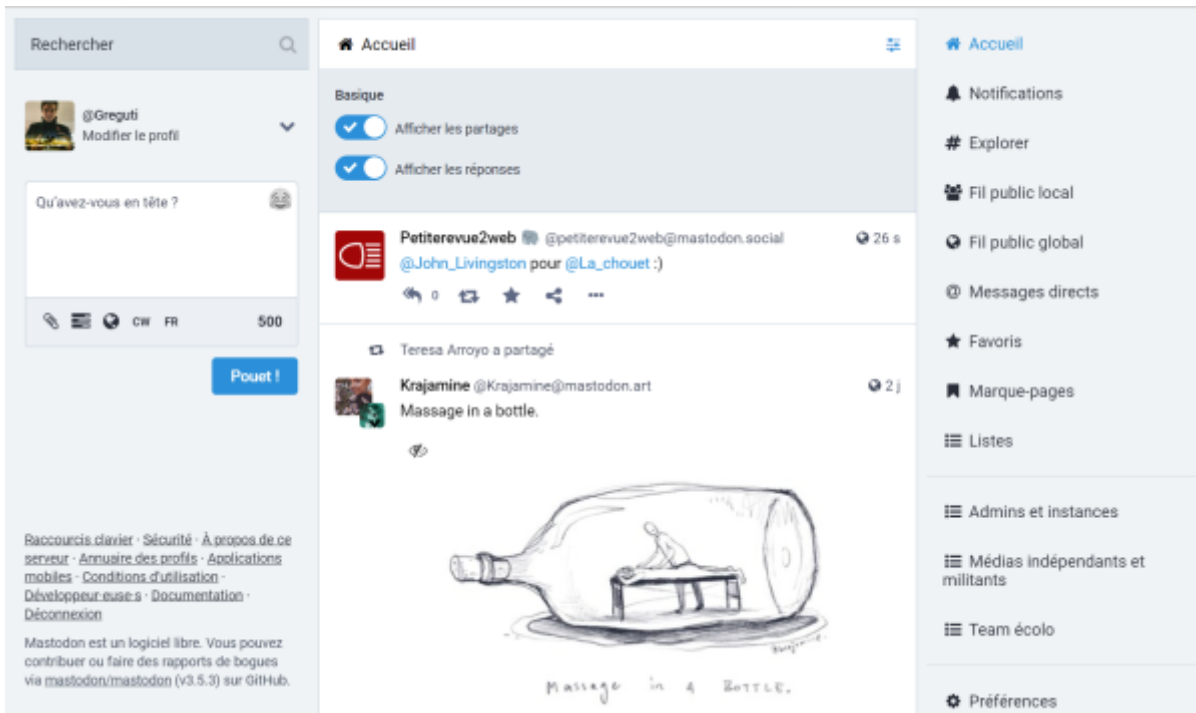 Rechercher
@Greguti
Modifier le profil
Qu'avez-vous en tête ?
CW FR 500
Pouet !
Raccourcis clavier · Sécurité · À propos de ce
serveur · Annuaire des profils · Applications
mobiles · Conditions d'utilisation ·
Développeur·euse·s · Documentation ·
Déconnexion
Mastodon est un logiciel libre. Vous pouvez
contribuer ou faire des rapports de bogues
via mastodon/mastodon (v3.5.3) sur GitHub.
Accueil
Basique
Afficher les partages
Afficher les réponses
Petiterevue2web @petiterevue2web@mastodon.social 26 s
@John_Livingston pour @La_chouet :)
0
Teresa Arroyo a partagé
Krajamine @Krajamine@mastodon.art 2 j
Massage in a bottle.
Massage in a BOTTLE.
Accueil
Notifications
# Explorer
Fil public local
Fil public global
@ Messages directs
Favoris
Marque-pages
Listes
Admins et instances
Médias indépendants et
militants
Team écolo
Préférences